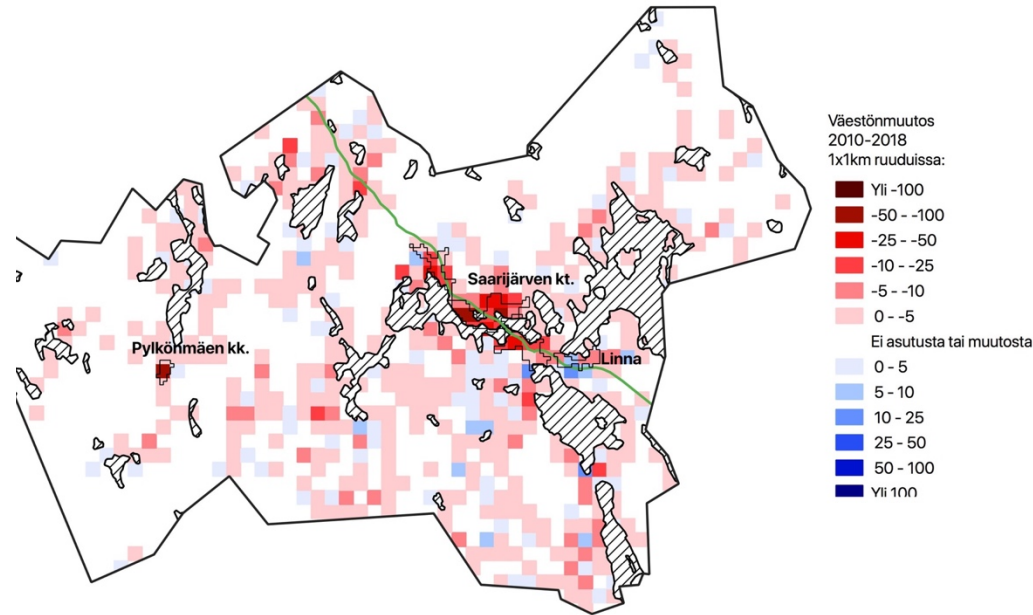 Saarijärven kt.
Pylkönmäen kk.
Linna
Väestönmuutos
2010-2018
1x1km ruuduissa:
Yli -100
-50 - -100
-25 - -50
-10 - -25
-5 - -10
0 - -5
Ei asutusta tai muutosta
0 - 5
5 - 10
10 - 25
25 - 50
50 - 100
Yli 100